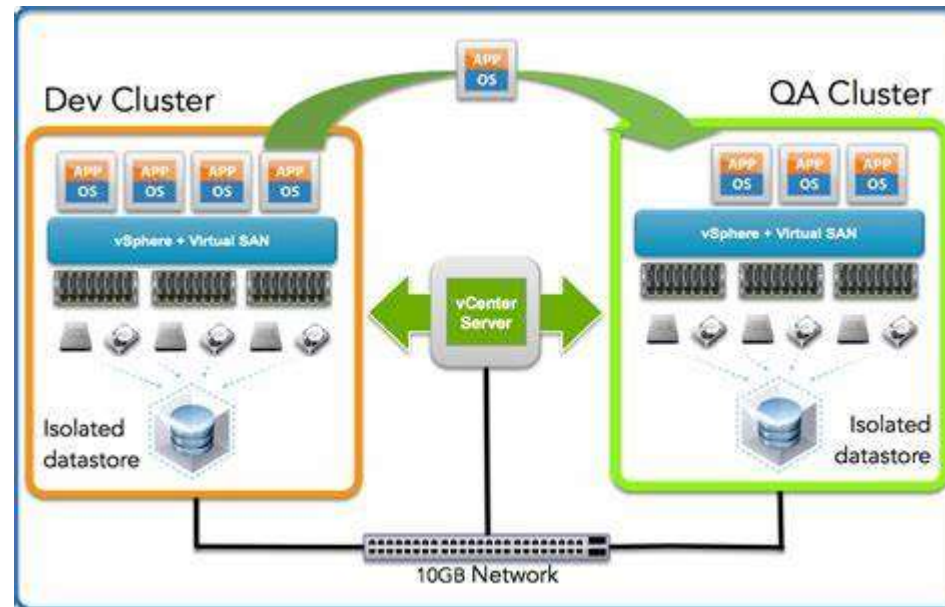 APP
OS
Dev Cluster
QA Cluster
APP APP APP APP
OS OS OS OS
APP APP APP
OS OS OS
vSphere + Virtual SAN
vSphere + Virtual SAN
vCenter
Server
Isolated
datastore
Isolated
datastore
10GB Network